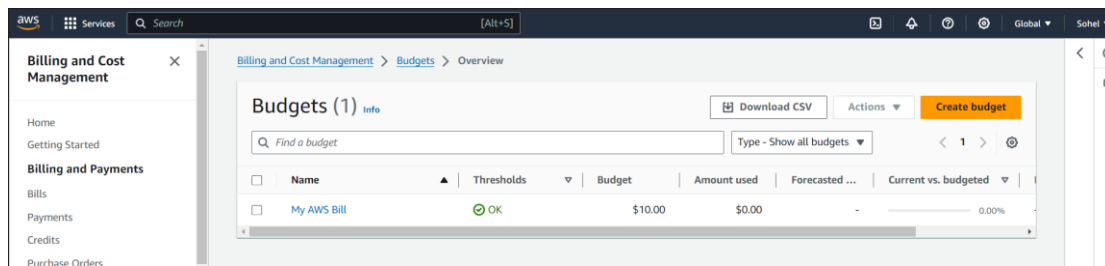 aws Services Search [Alt+S] Global ▼ Sohel
Billing and Cost Management
Home
Getting Started
Billing and Payments
Bills
Payments
Credits
Purchase Orders
Billing and Cost Management > Budgets > Overview
Budgets (1) Info
Download CSV Actions ▼ Create budget
Find a budget Type - Show all budgets ▼ < 1 >
Name Thresholds Budget Amount used Forecasted ... Current vs. budgeted
My AWS Bill OK $10.00 $0.00 - 0.00%